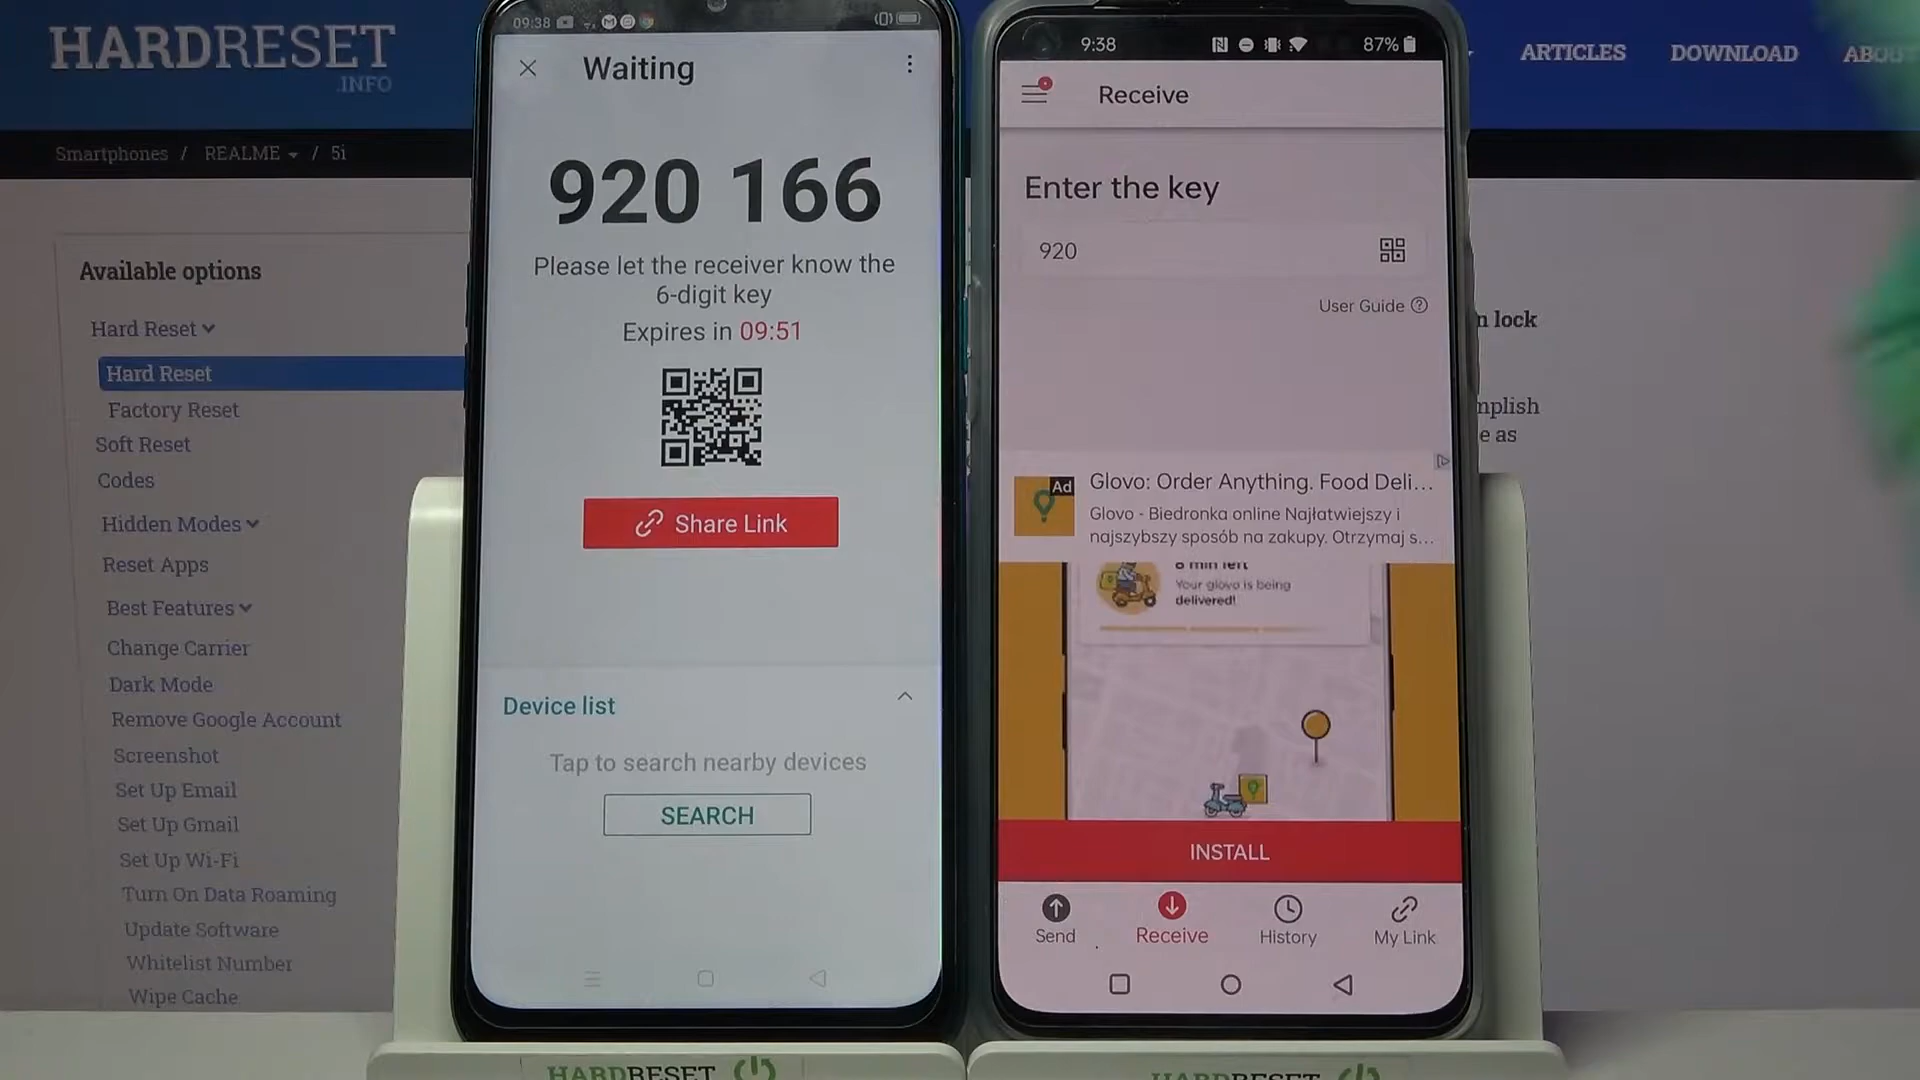 HARDRESET
.INFO
ARTICLES
DOWNLOAD
Smartphones / REALME / 5i
Available options
Hard Reset
Hard Reset
Factory Reset
Soft Reset
Codes
Hidden Modes
Reset Apps
Best Features
Change Carrier
Dark Mode
Remove Google Account
Screenshot
Set Up Email
Set Up Gmail
Set Up Wi-Fi
Turn On Data Roaming
Update Software
Whitelist Number
Wipe Cache
09:38
Waiting
920 166
Please let the receiver know the
6-digit key
Expires in 09:51
Share Link
Device list
Tap to search nearby devices
SEARCH
9:38
87%
Receive
Enter the key
920
User Guide
Ad
Glovo: Order Anything. Food Deli...
Glovo - Biedronka online Najłatwiejszy i
najszybszy sposób na zakupy. Otrzymaj s...
8 min left
Your glovo is being
delivered!
INSTALL
Send
Receive
History
My Link
lock
e as
HARDRESET
HARDRESET